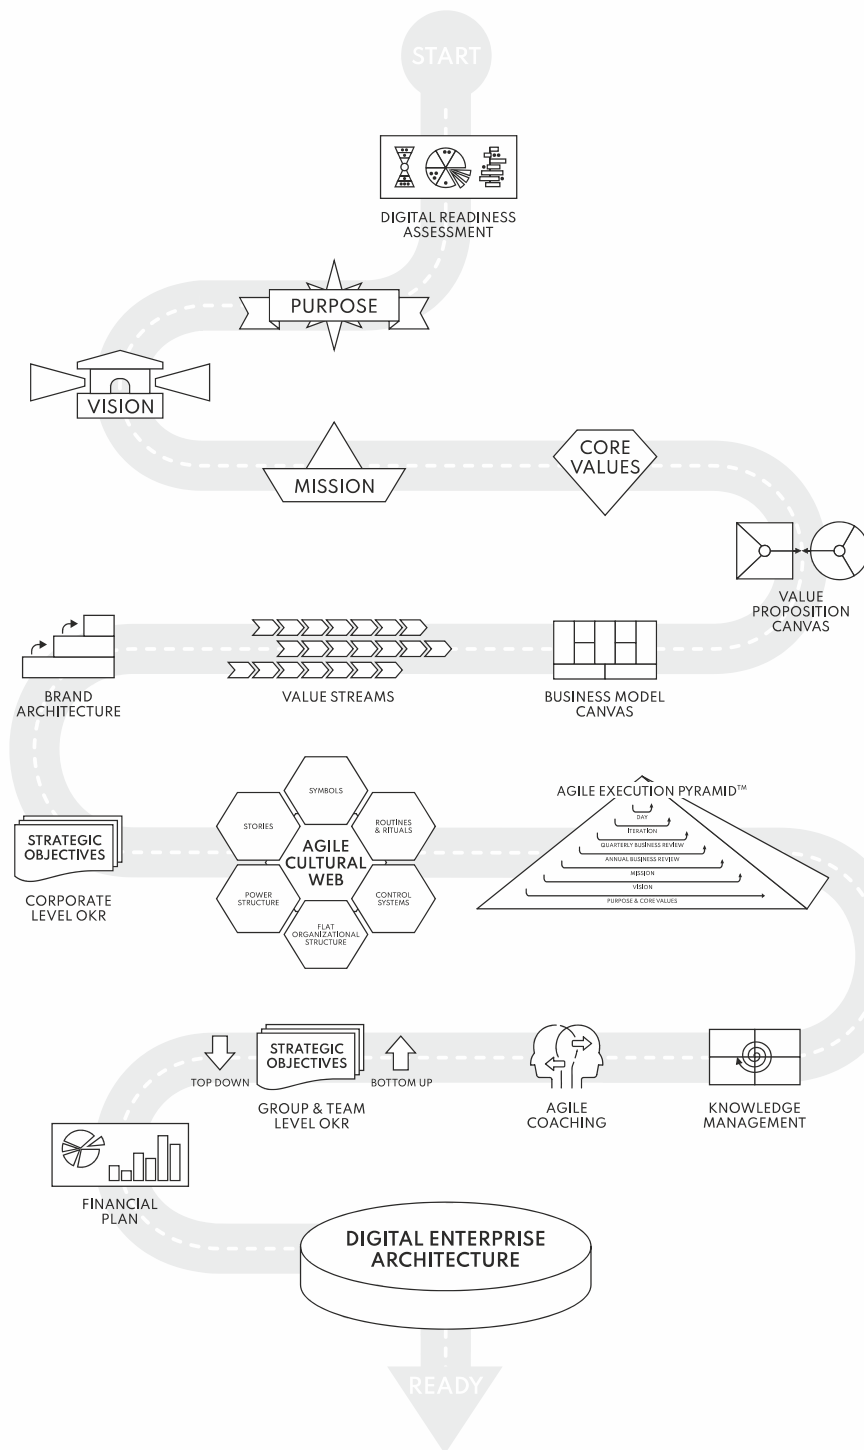 START
DIGITAL READINESS
ASSESSMENT
PURPOSE
VISION
MISSION
CORE
VALUES
VALUE
PROPOSITION
CANVAS
BUSINESS MODEL
CANVAS
VALUE STREAMS
BRAND
ARCHITECTURE
STRATEGIC
OBJECTIVES
CORPORATE
LEVEL OKR
AGILE
CULTURAL
WEB
SYMBOLS
ROUTINES
& RITUALS
CONTROL
SYSTEMS
FLAT
ORGANIZATIONAL
STRUCTURE
POWER
STRUCTURE
STORIES
AGILE EXECUTION PYRAMID™
DAY
ITERATION
QUARTERLY BUSINESS REVIEW
ANNUAL BUSINESS REVIEW
MISSION
VISION
PURPOSE & CORE VALUES
KNOWLEDGE
MANAGEMENT
AGILE
COACHING
BOTTOM UP
STRATEGIC
OBJECTIVES
GROUP & TEAM
LEVEL OKR
TOP DOWN
FINANCIAL
PLAN
DIGITAL ENTERPRISE
ARCHITECTURE
READY